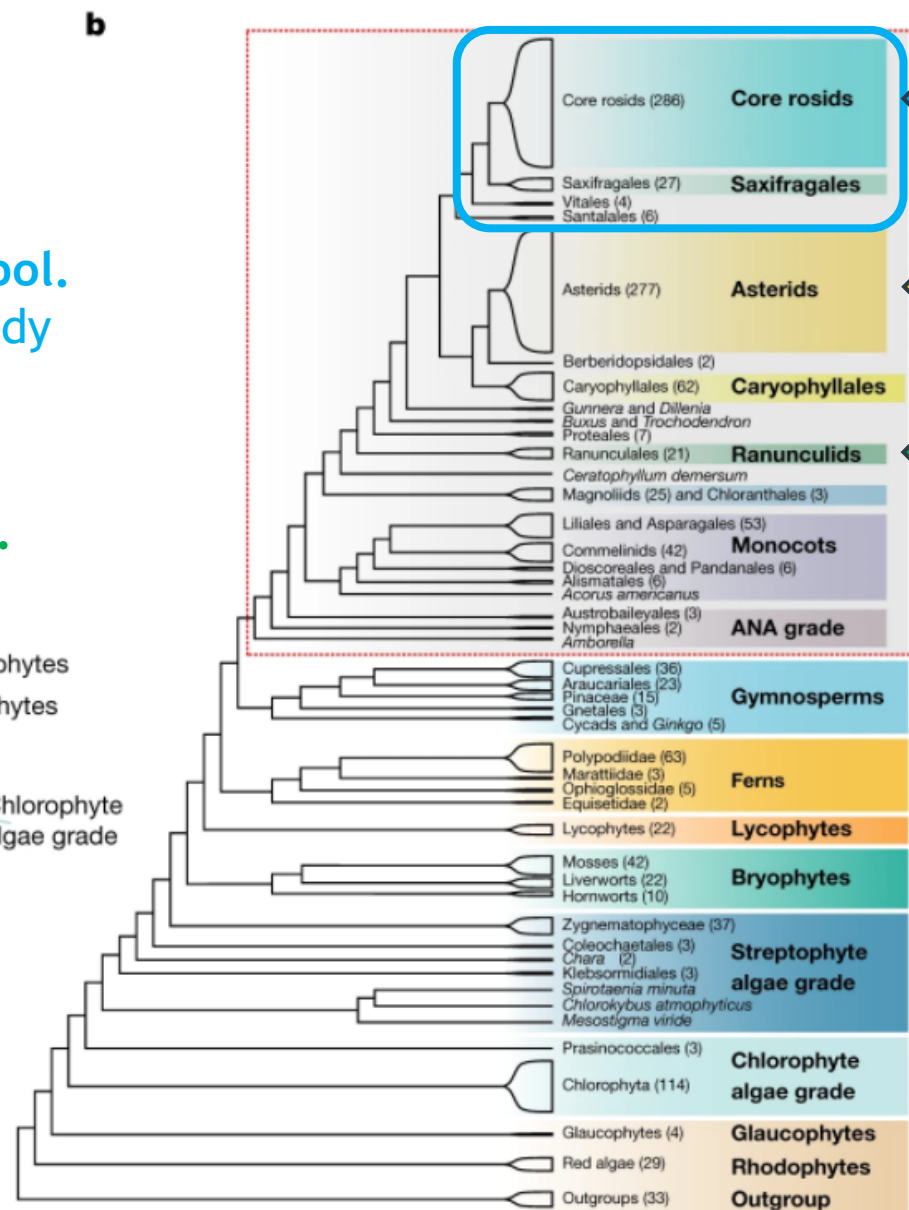 b
Core rosids (286) Core rosids
Saxifragales (27) Saxifragales
Vitales (4)
Santalales (6)
Asterids (277) Asterids
Berberidopsidales (2)
Caryophyllales (62) Caryophyllales
Gunnera and Dillenia
Buxus and Trochodendron
Proteales (7)
Ranunculales (21) Ranunculids
Ceratophyllum demersum
Magnoliids (25) and Chloranthales (3)
Liliales and Asparagales (53)
Monocots
Commelinids (42)
Dioscoreales and Pandanales (6)
Alismatales (6)
Acorus americanus
Austrobaileyales (3)
Nymphaeales (2) ANA grade
Amborella
Cupressales (36)
Araucariales (23)
Pinaceae (15) Gymnosperms
Gnetales (3)
Cycads and Ginkgo (5)
Polypodiidae (63)
Marattiidae (3) Ferns
Ophioglossidae (5)
Equisetidae (2)
Lycophytes (22) Lycophytes
Mosses (42)
Liverworts (22) Bryophytes
Hornworts (10)
Zygnematophyceae (37)
Coleochaetales (3) Streptophyte
Chara (2)
Klebsormidiales (3) algae grade
Spirotaenia minuta
Chlorokybus atmophyticus
Mesostigma viride
Prasinococcales (3)
Chlorophyte
Chlorophyta (114) algae grade
Glaucophytes (4) Glaucophytes
Red algae (29) Rhodophytes
Outgroups (33) Outgroup
ool.
dy
.
phytes
hytes
hlorophyte
lgae grade